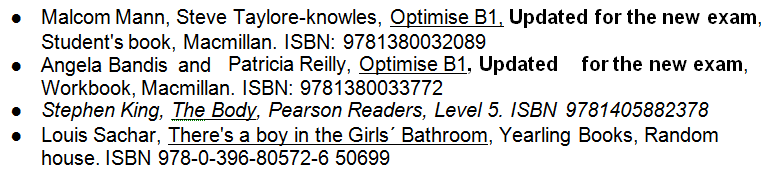 ● Malcom Mann, Steve Taylore-knowles, Optimise B1, Updated for the new exam,
Student's book, Macmillan. ISBN: 9781380032089
● Angela Bandis and Patricia Reilly, Optimise B1, Updated for the new exam,
Workbook, Macmillan. ISBN: 9781380033772
● Stephen King, The Body, Pearson Readers, Level 5. ISBN 9781405882378
● Louis Sachar, There's a boy in the Girls´ Bathroom, Yearling Books, Random
house. ISBN 978-0-396-80572-6 50699